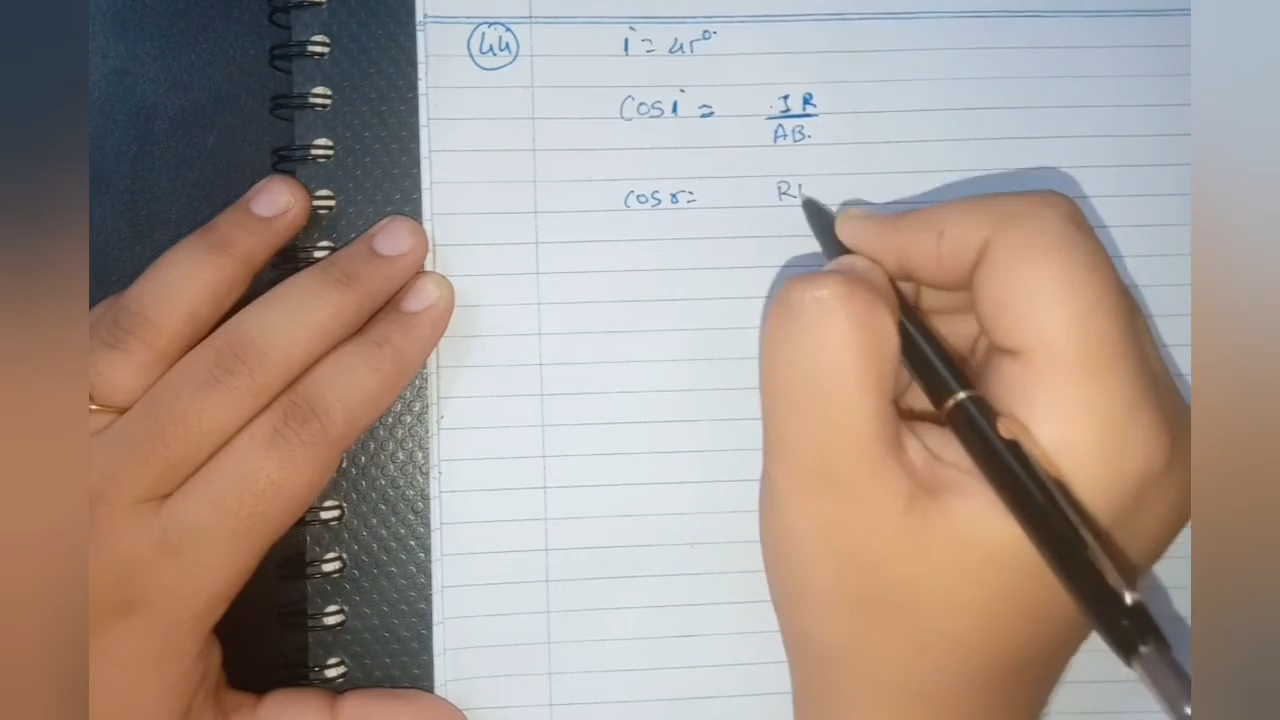 44 i = 45°
cos i = IR
AB.
cos r =